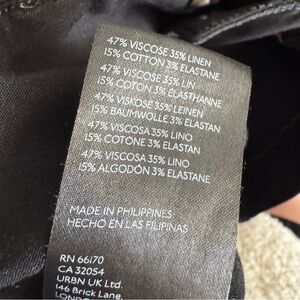 47% VISCOSE 35% LINEN
15% COTTON 3% ELASTANE
47% VISCOSE 35% LIN
15% COTON 3% ELASTHANNE
47% VISKOSE 35% LEINEN
15% BAUMWOLLE 3% ELASTAN
47% VISCOSA 35% LINO
15% COTONE 3% ELASTAN
47% VISCOSA 35% LINO
15% ALGODÓN 3% ELASTANE
MADE IN PHILIPPINES
HECHO EN LAS FILIPINAS
RN 66170
CA 32054
URBN UK Ltd.
146 Brick Lane,